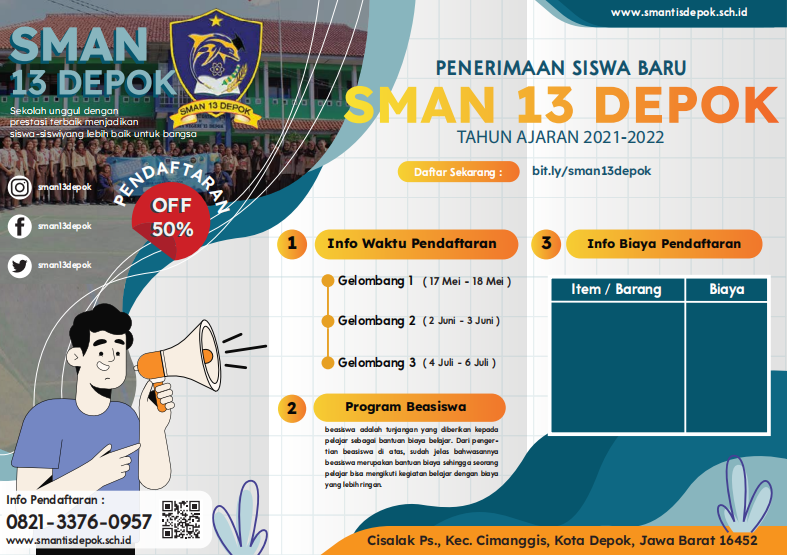 www.smantisdepok.sch.id
SMAN
13 DEPOK
Sekolah unggul dengan
prestasi terbaik menjadikan
siswa-siswiyang lebih baik untuk bangsa
SMAN 13 DEPOK
PENERIMAAN SISWA BARU
SMAN 13 DEPOK
TAHUN AJARAN 2021-2022
Daftar Sekarang :
bit.ly/sman13depok
sman13depok
sman13depok
sman13depok
PENDAFTARAN
OFF
50%
1
Info Waktu Pendaftaran
Gelombang 1 ( 17 Mei - 18 Mei )
Gelombang 2 ( 2 Juni - 3 Juni )
Gelombang 3 ( 4 Juli - 6 Juli )
2
Program Beasiswa
beasiswa adalah tunjangan yang diberikan kepada
pelajar sebagai bantuan biaya belajar. Dari penger-
tian beasiswa di atas, sudah jelas bahwasannya
beasiswa merupakan bantuan biaya sehingga seorang
pelajar bisa mengikuti kegiatan belajar dengan biaya
yang lebih ringan.
3
Info Biaya Pendaftaran
Item / Barang
Biaya
Info Pendaftaran :
0821-3376-0957
www.smantisdepok.sch.id
Cisalak Ps., Kec. Cimanggis, Kota Depok, Jawa Barat 16452